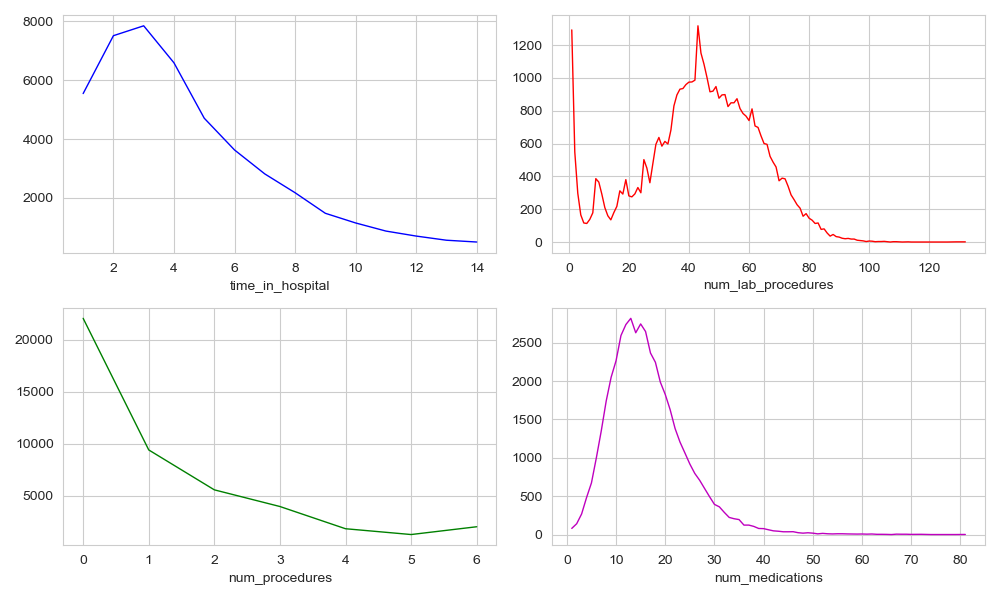 8000
6000
4000
2000
2 4 6 8 10 12 14
time_in_hospital
1200
1000
800
600
400
200
0
0 20 40 60 80 100 120
num_lab_procedures
20000
15000
10000
5000
0 1 2 3 4 5 6
num_procedures
2500
2000
1500
1000
500
0
0 10 20 30 40 50 60 70 80
num_medications